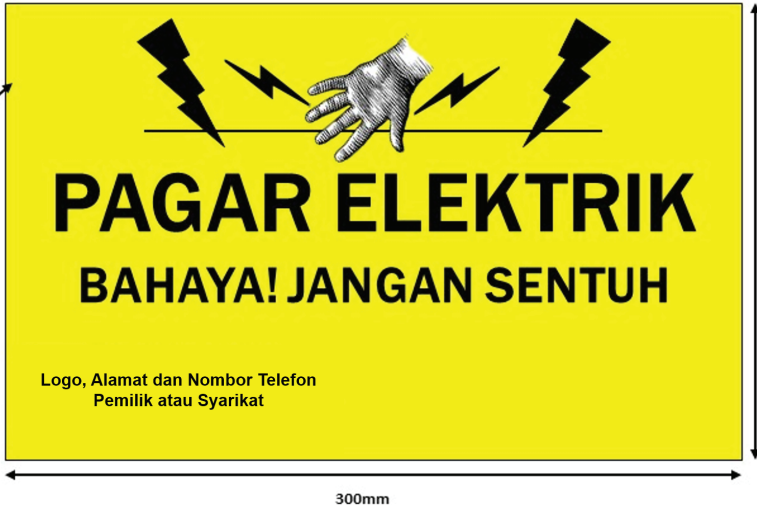 PAGAR ELEKTRIK
BAHAYA! JANGAN SENTUH
Logo, Alamat dan Nombor Telefon
Pemilik atau Syarikat
300mm